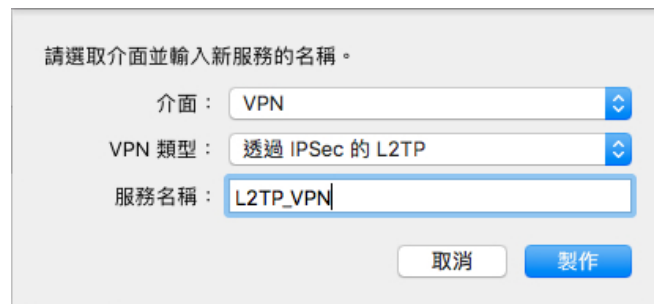 請選取介面並輸入新服務的名稱。
介面： VPN
VPN 類型： 透過 IPSec 的 L2TP
服務名稱： L2TP_VPN
取消 製作